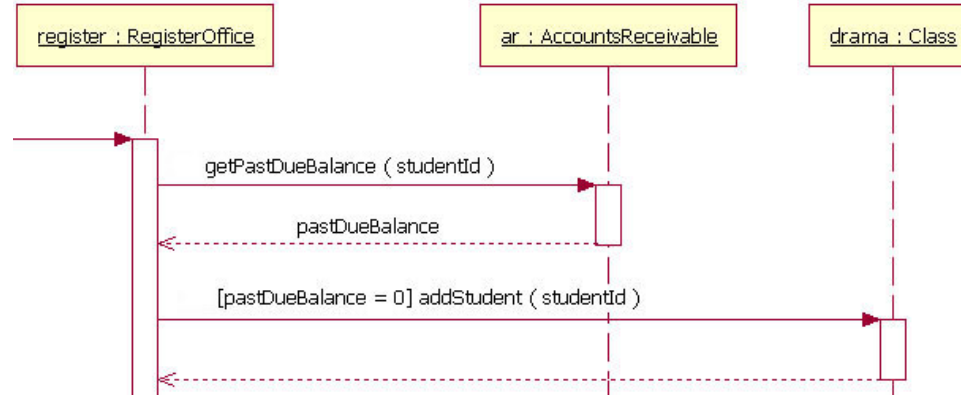 register : RegisterOffice
ar : AccountsReceivable
drama : Class
getPastDueBalance ( studentId )
pastDueBalance
[pastDueBalance = 0] addStudent ( studentId )